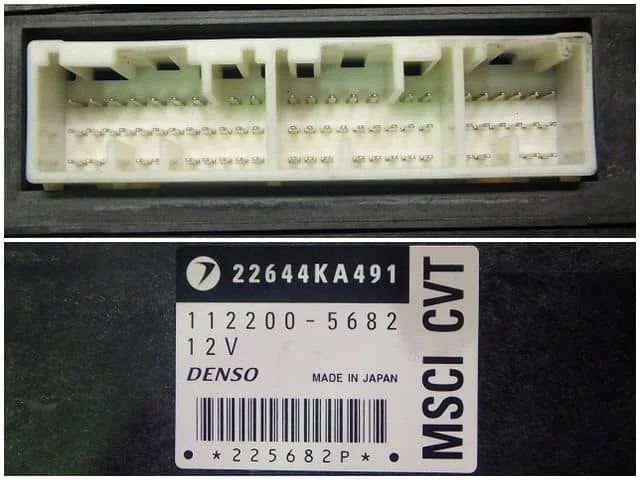 22644KA491
112200-5682
12V
DENSO MADE IN JAPAN
*225682P*
MSCI CVT